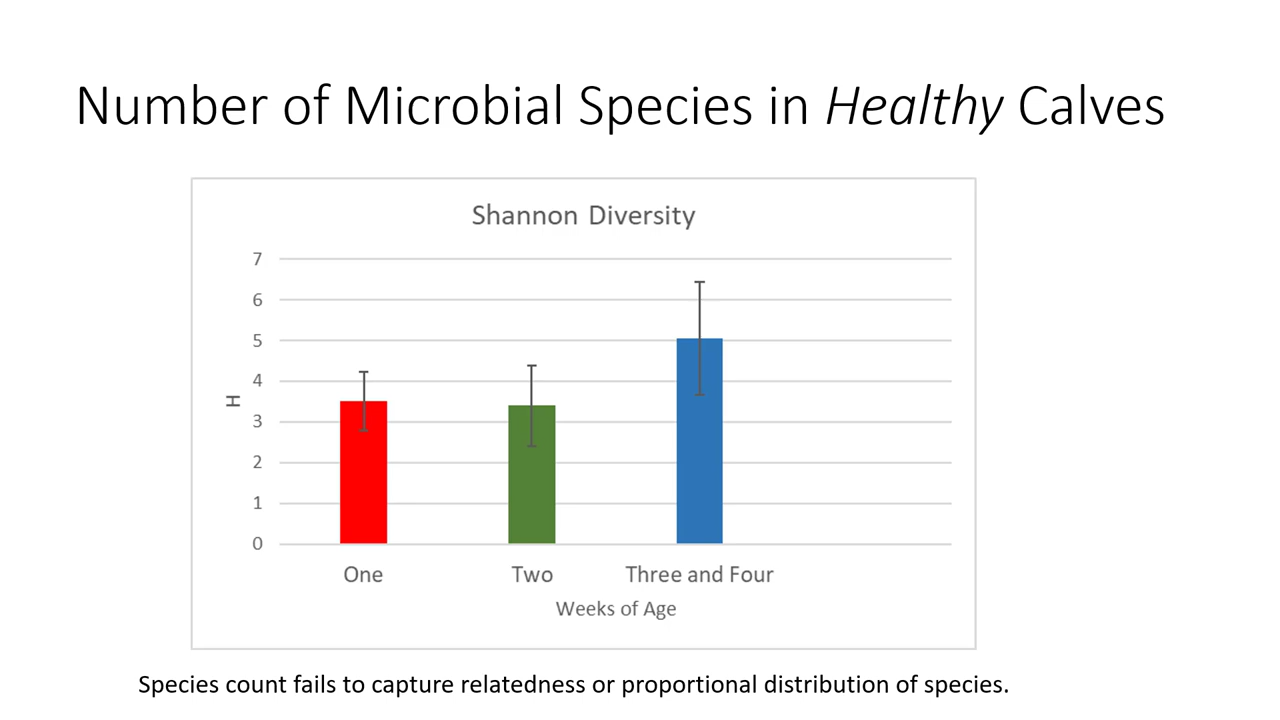 Number of Microbial Species in Healthy Calves
Shannon Diversity
7
6
5
4
3
2
1
0
H
One
Two
Three and Four
Weeks of Age
Species count fails to capture relatedness or proportional distribution of species.